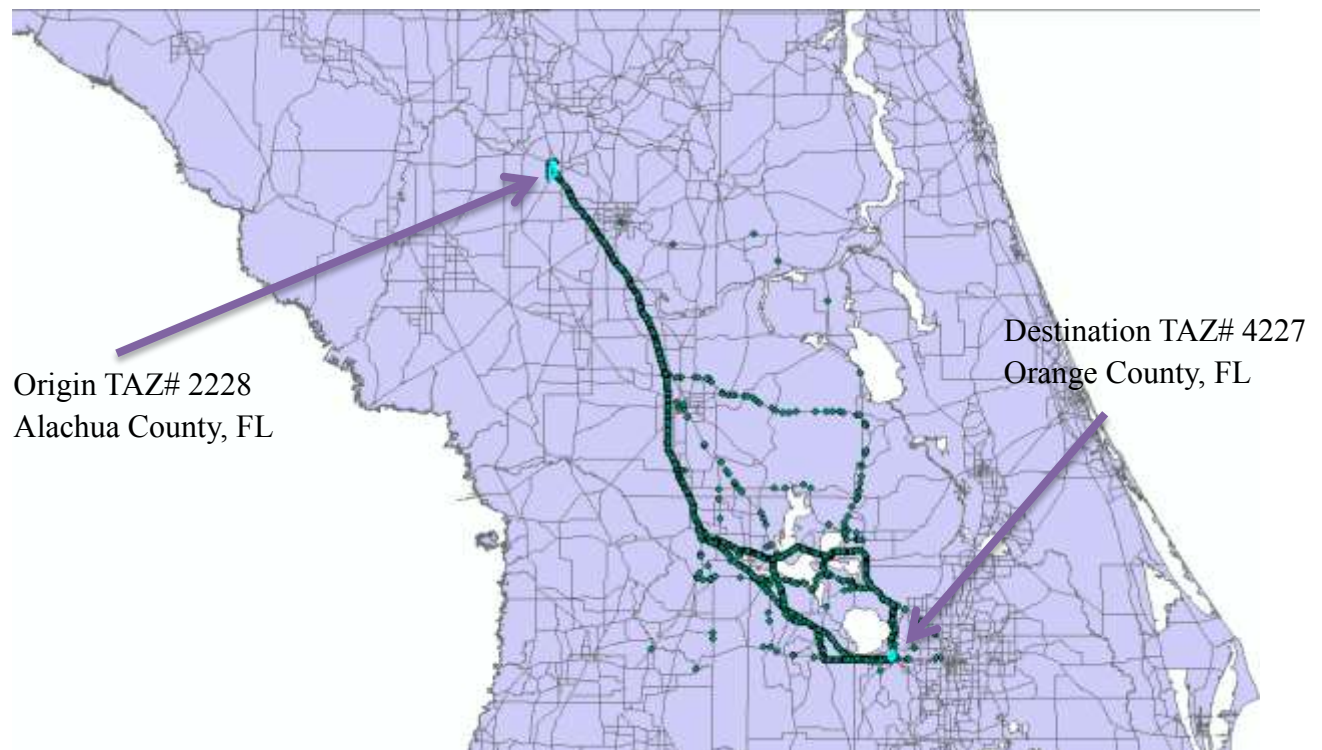 Origin TAZ# 2228
Alachua County, FL
Destination TAZ# 4227
Orange County, FL